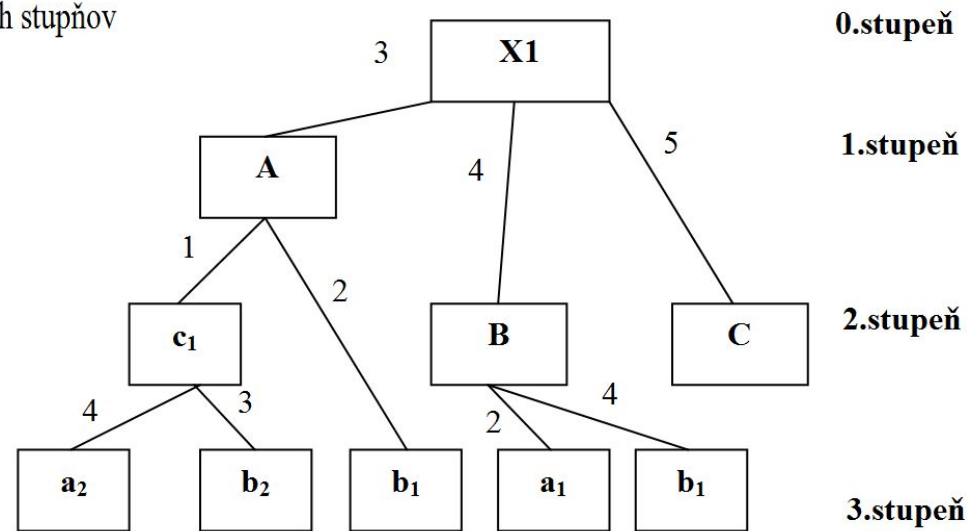 h stupňov
0.stupeň
3
X1
1.stupeň
A
4
5
1
2
2.stupeň
c₁
B
C
4
3
2
4
a₂
b₂
b₁
a₁
b₁
3.stupeň